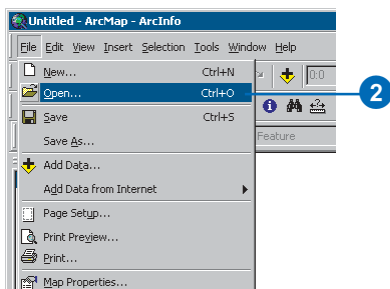 Untitled - ArcMap - ArcInfo
File Edit View Insert Selection Tools Window Help
New... Ctrl+N
0:0
Open... Ctrl+O
2
Save Ctrl+S
Save As...
Feature
Add Data...
Add Data from Internet
Page Setup...
Print Preview...
Print...
Map Properties...